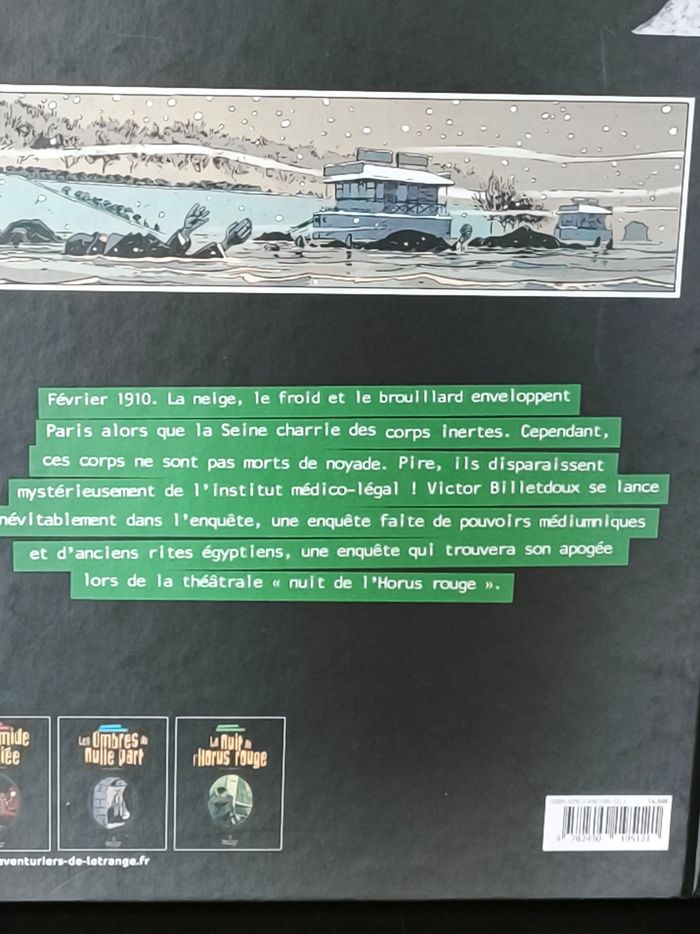 Février 1910. La neige, le froid et le brouillard enveloppent
Paris alors que la Seine charrie des corps inertes. Cependant,
ces corps ne sont pas morts de noyade. Pire, ils disparaissent
mystérieusement de l'institut médico-légal ! Victor Billetdoux se lance
névitablement dans l'enquête, une enquête faite de pouvoirs médiumniques
et d'anciens rites égyptiens, une enquête qui trouvera son apogée
lors de la théâtrale « nuit de l'Horus rouge ».
Les Ombres de
nulle part
La Nuit de
l'Horus rouge
aventuriers-de-letrange.fr